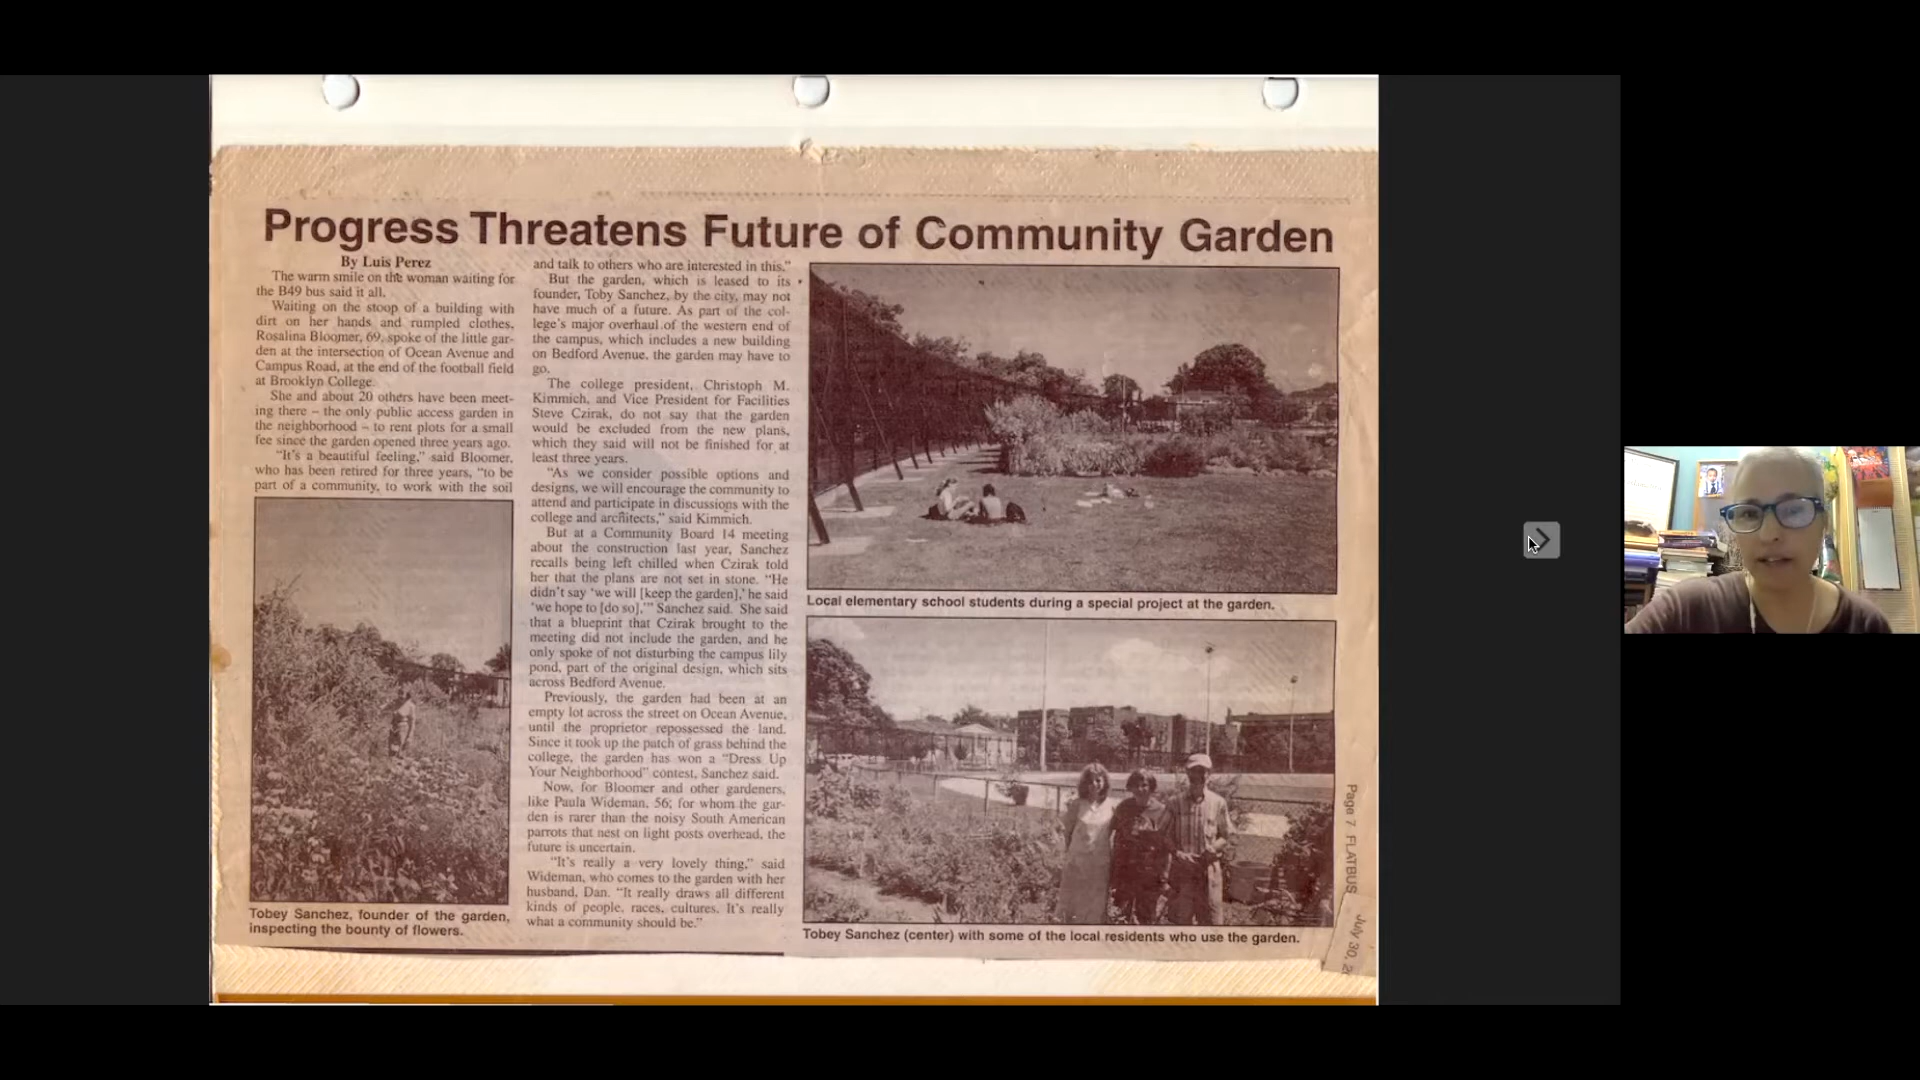 Progress Threatens Future of Community Garden
By Luis Perez
The warm smile on the woman waiting for
the B49 bus said it all.
Waiting on the stoop of a building with
dirt on her hands and rumpled clothes,
Rosalina Bloomer, 69, spoke of the little gar-
den at the intersection of Ocean Avenue and
Campus Road, at the end of the football field
at Brooklyn College.
She and about 20 others have been meet-
ing there – the only public access garden in
the neighborhood – to rent plots for a small
fee since the garden opened three years ago.
"It's a beautiful feeling," said Bloomer,
who has been retired for three years, "to be
part of a community, to work with the soil
and talk to others who are interested in this."
But the garden, which is leased to its
founder, Toby Sanchez, by the city, may not
have much of a future. As part of the col-
lege's major overhaul of the western end of
the campus, which includes a new building
on Bedford Avenue, the garden may have to
go.
The college president, Christoph M.
Kimmich, and Vice President for Facilities
Steve Czirak, do not say that the garden
would be excluded from the new plans,
which they said will not be finished for at
least three years.
"As we consider possible options and
designs, we will encourage the community to
attend and participate in discussions with the
college and architects," said Kimmich.
But at a Community Board 14 meeting
about the construction last year, Sanchez
recalls being left chilled when Czirak told
her that the plans are not set in stone. "He
didn't say 'we will [keep the garden],' he said
'we hope to [do so],'" Sanchez said. She said
that a blueprint that Czirak brought to the
meeting did not include the garden, and he
only spoke of not disturbing the campus lily
pond, part of the original design, which sits
across Bedford Avenue.
Previously, the garden had been at an
empty lot across the street on Ocean Avenue,
until the proprietor repossessed the land.
Since it took up the patch of grass behind the
college, the garden has won a "Dress Up
Your Neighborhood" contest, Sanchez said.
Now, for Bloomer and other gardeners,
like Paula Wideman, 56, for whom the gar-
den is rarer than the noisy South American
parrots that nest on light posts overhead, the
future is uncertain.
"It's really a very lovely thing," said
Wideman, who comes to the garden with her
husband, Dan. "It really draws all different
kinds of people, races, cultures. It's really
what a community should be."
Tobey Sanchez, founder of the garden,
inspecting the bounty of flowers.
Local elementary school students during a special project at the garden.
Tobey Sanchez (center) with some of the local residents who use the garden.
Page 7 FLATBUS
July 30,